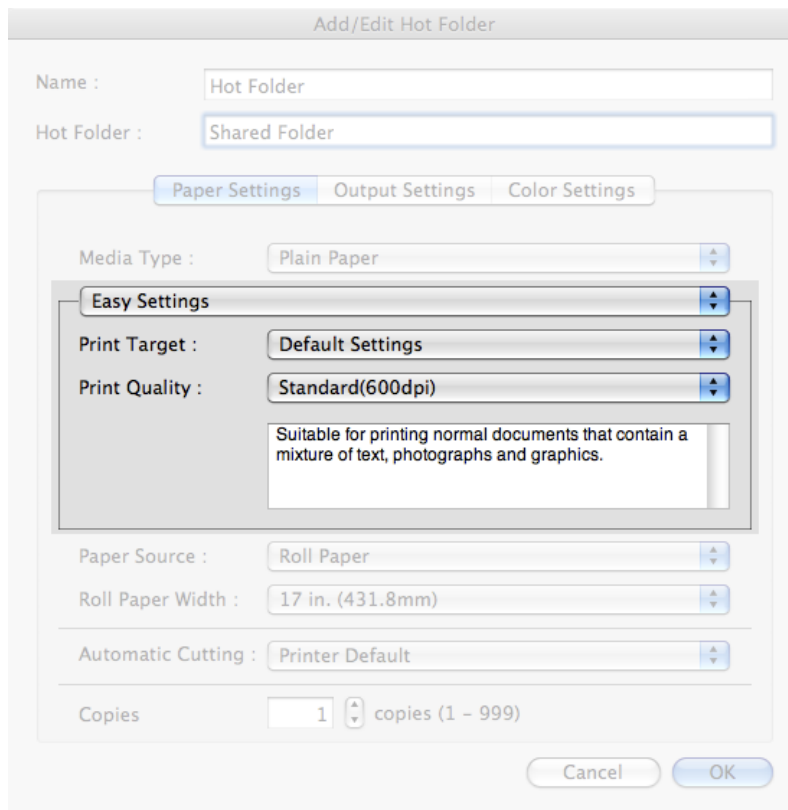 Add/Edit Hot Folder
Name : Hot Folder
Hot Folder : Shared Folder
Paper Settings Output Settings Color Settings
Media Type : Plain Paper
Easy Settings
Print Target : Default Settings
Print Quality : Standard(600dpi)
Suitable for printing normal documents that contain a
mixture of text, photographs and graphics.
Paper Source : Roll Paper
Roll Paper Width : 17 in. (431.8mm)
Automatic Cutting : Printer Default
Copies 1 copies (1 – 999)
Cancel OK